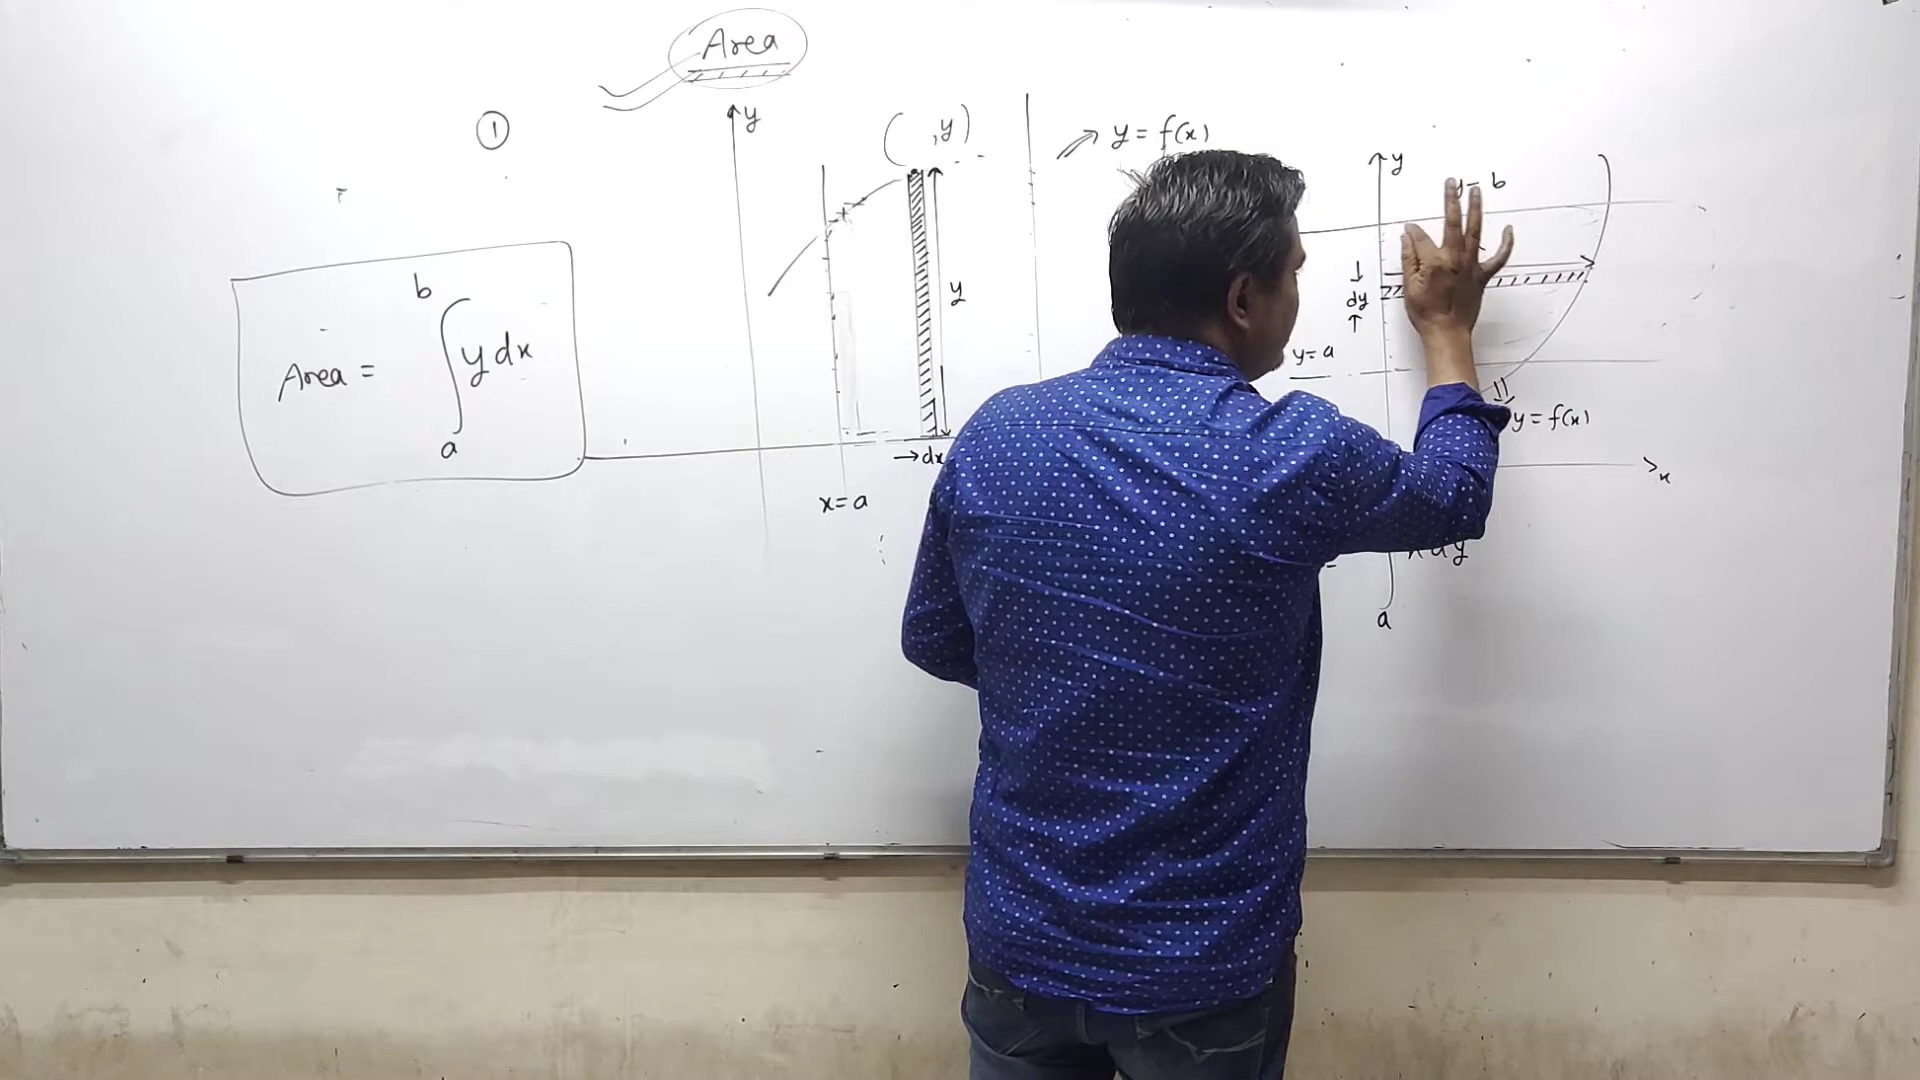 Area
①
y
( ,y)
y = f(x)
b
Area = ∫ y dx
a
y
→dx
x= a
y
y= b
dy
y= a
y = f(x)
x
x dy
a